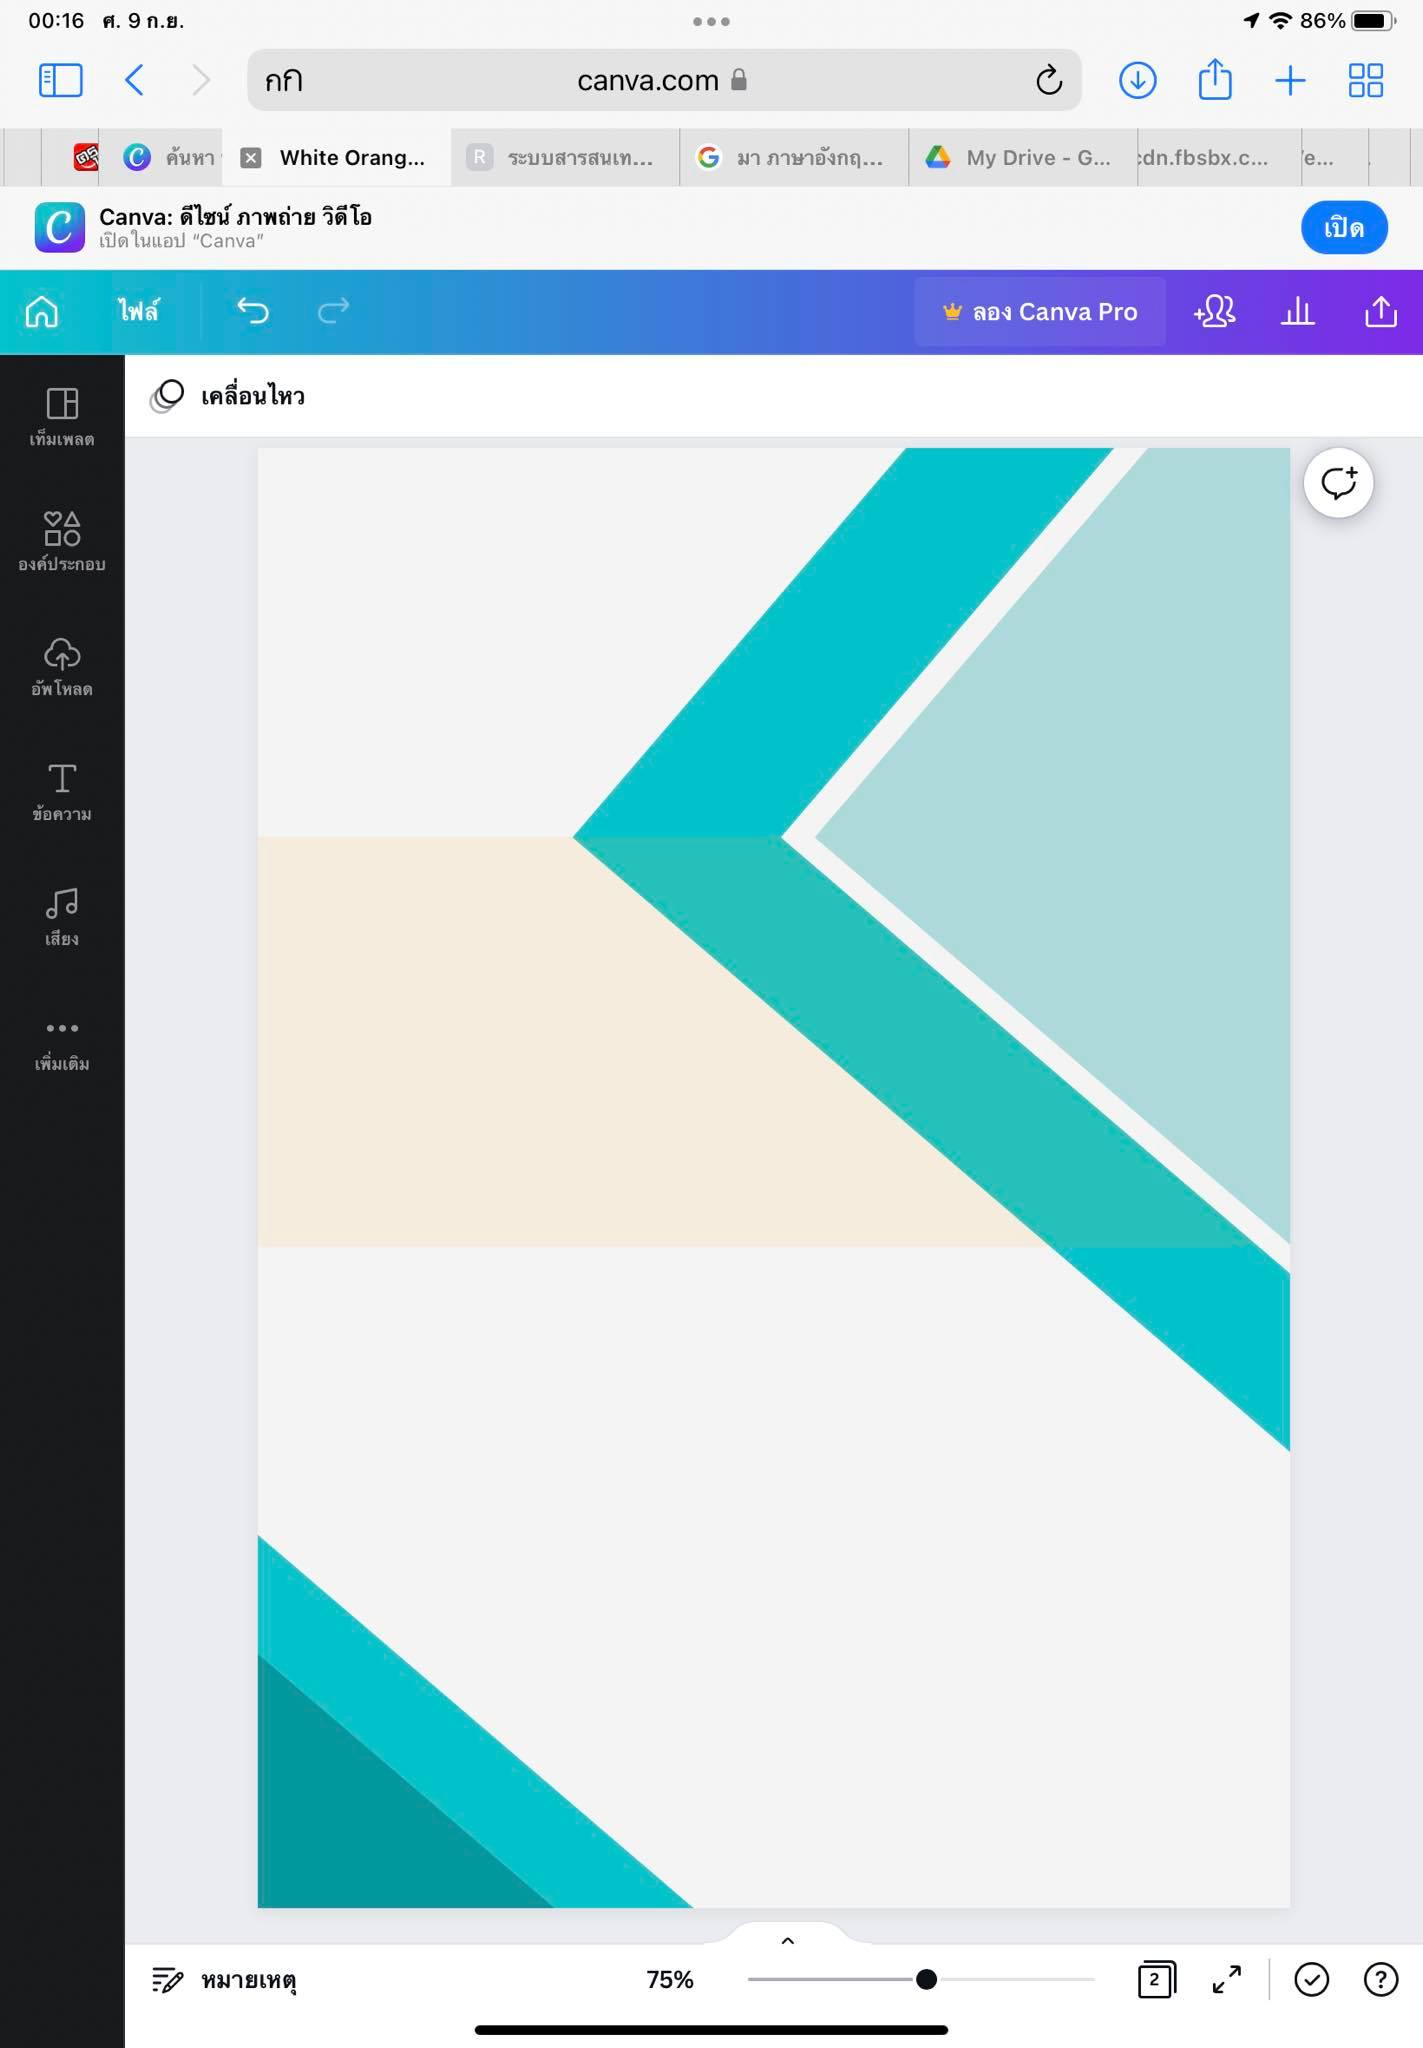 00:16 ศ. 9 ก.ย.
86%
กก canva.com
ค้นหา
White Orang...
R ระบบสารสนเท...
มา ภาษาอังกฤ...
My Drive - G...
:dn.fbsbx.c...
'e...
Canva: ดีไซน์ ภาพถ่าย วิดีโอ
เปิดในแอป “Canva”
เปิด
ไฟล์
ลอง Canva Pro
เคลื่อนไหว
เท็มเพลต
องค์ประกอบ
อัพโหลด
ข้อความ
เสียง
เพิ่มเติม
หมายเหตุ
75%
2